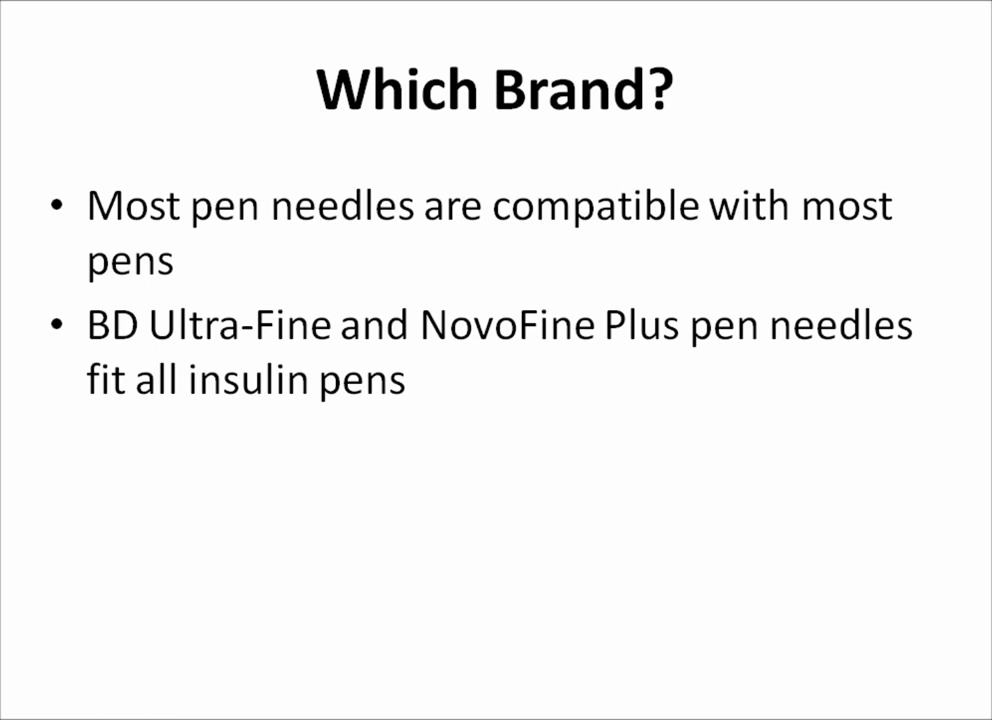 Which Brand?
• Most pen needles are compatible with most
pens
• BD Ultra-Fine and NovoFine Plus pen needles
fit all insulin pens